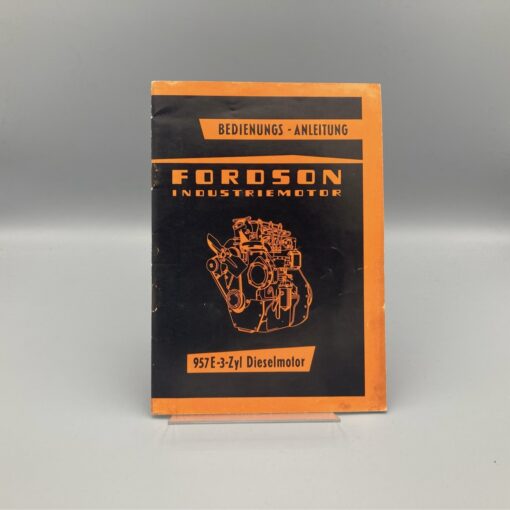 BEDIENUNGS - ANLEITUNG
FORDSON
INDUSTRIEMOTOR
957E-3-Zyl Dieselmotor